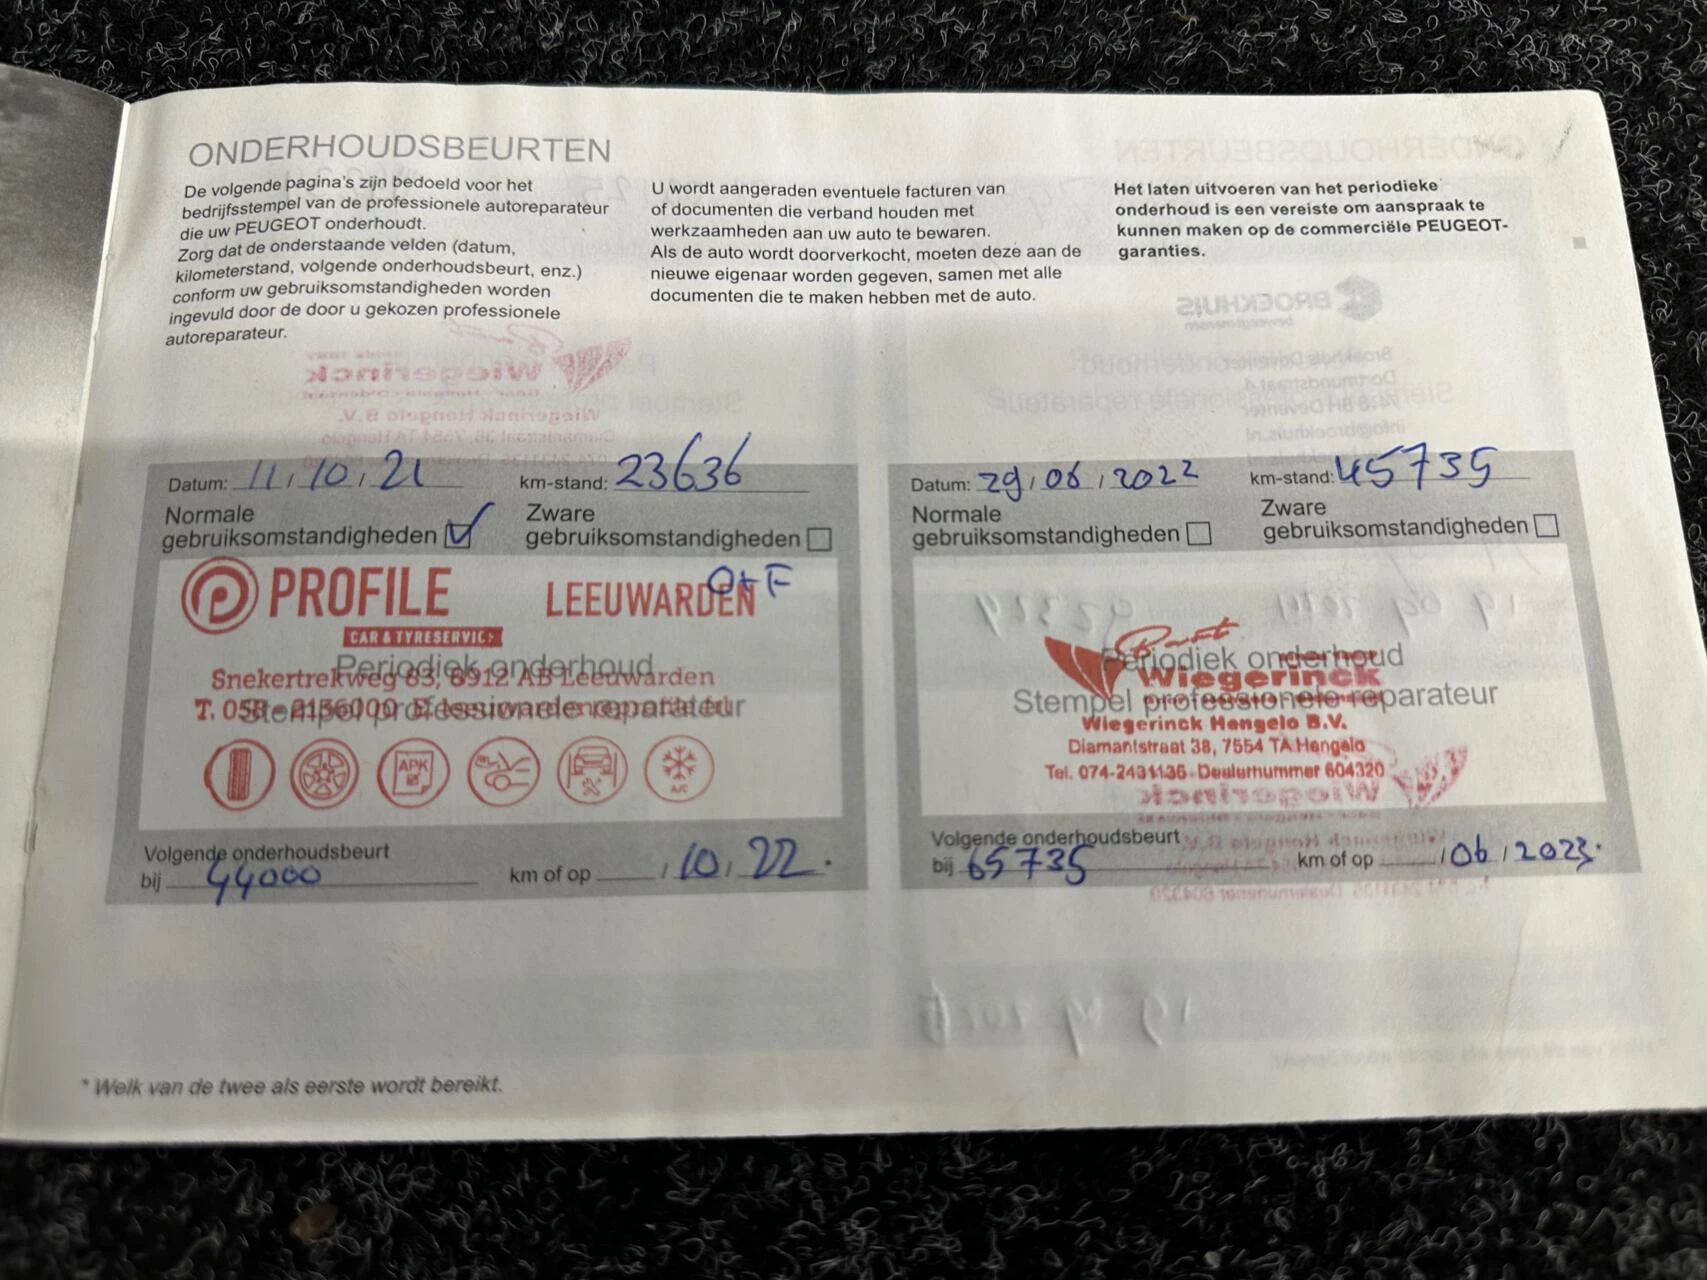 ONDERHOUDSBEURTEN
De volgende pagina's zijn bedoeld voor het
bedrijfsstempel van de professionele autoreparateur
die uw PEUGEOT onderhoudt.
Zorg dat de onderstaande velden (datum,
kilometerstand, volgende onderhoudsbeurt, enz.)
conform uw gebruiksomstandigheden worden
ingevuld door de door u gekozen professionele
autoreparateur.
U wordt aangeraden eventuele facturen van
of documenten die verband houden met
werkzaamheden aan uw auto te bewaren.
Als de auto wordt doorverkocht, moeten deze aan de
nieuwe eigenaar worden gegeven, samen met alle
documenten die te maken hebben met de auto.
Het laten uitvoeren van het periodieke
onderhoud is een vereiste om aanspraak te
kunnen maken op de commerciële PEUGEOT-
garanties.
Datum: 11/10/21 km-stand: 23636
Normale
gebruiksomstandigheden
Zware
gebruiksomstandigheden
O+F
PROFILE LEEUWARDEN
CAR & TYRESERVICE
Periodiek onderhoud
Snekertrekweg 63, 8912 AB Leeuwarden
Stempel professionele reparateur
T. 058 - 2136000
APK
A/C
Volgende onderhoudsbeurt
bij 44000 km of op /10/22.
Datum: 29/06/2022 km-stand: 45735
Normale
gebruiksomstandigheden
Zware
gebruiksomstandigheden
Periodiek onderhoud
Wiegerinck
Stempel professionele reparateur
Wiegerinck Hengelo B.V.
Diamantstraat 38, 7554 TA Hengelo
Tel. 074-2431135 - Dealernummer 604320
Volgende onderhoudsbeurt
bij 65735 km of op /06/2023.
* Welk van de twee als eerste wordt bereikt.